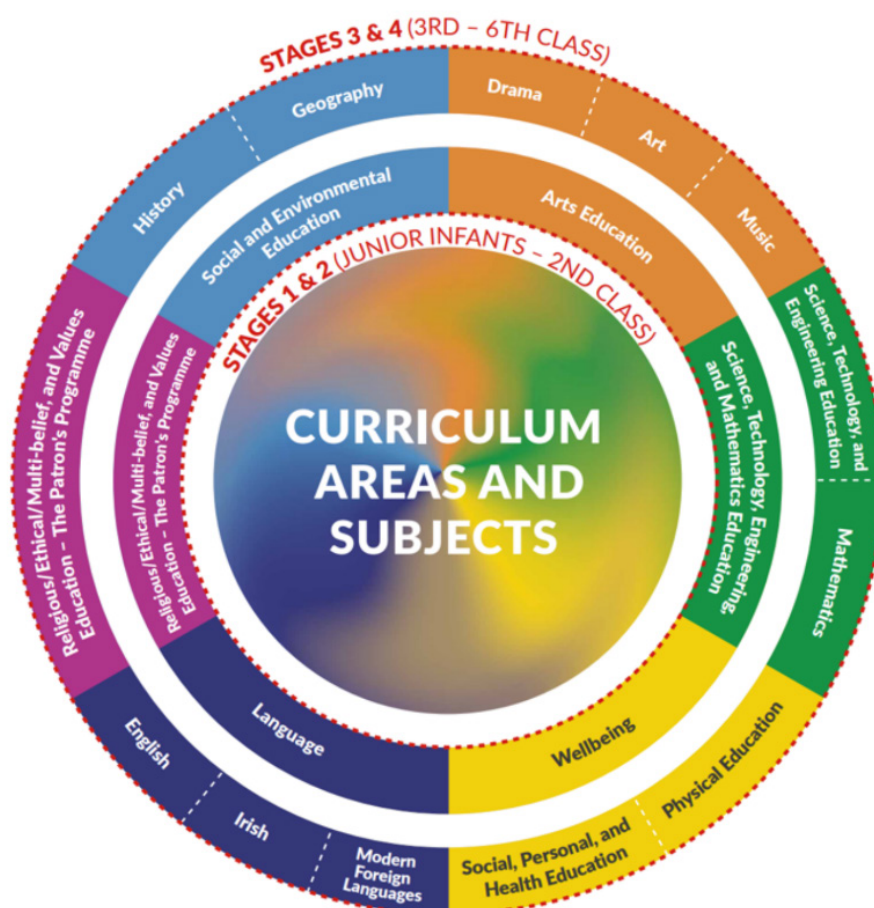 STAGES 3 & 4 (3RD – 6TH CLASS)
Geography
Drama
Art
Music
History
Social and Environmental
Education
Arts Education
STAGES 1 & 2 (JUNIOR INFANTS – 2ND CLASS)
Science, Technology, and
Engineering Education
Mathematics
Science, Technology, Engineering,
and Mathematics Education
Religious/Ethical/Multi-belief, and Values
Education – The Patron's Programme
Religious/Ethical/Multi-belief, and Values
Education – The Patron's Programme
CURRICULUM
AREAS AND
SUBJECTS
Language
Wellbeing
English
Irish
Modern
Foreign
Languages
Social, Personal, and
Health Education
Physical Education